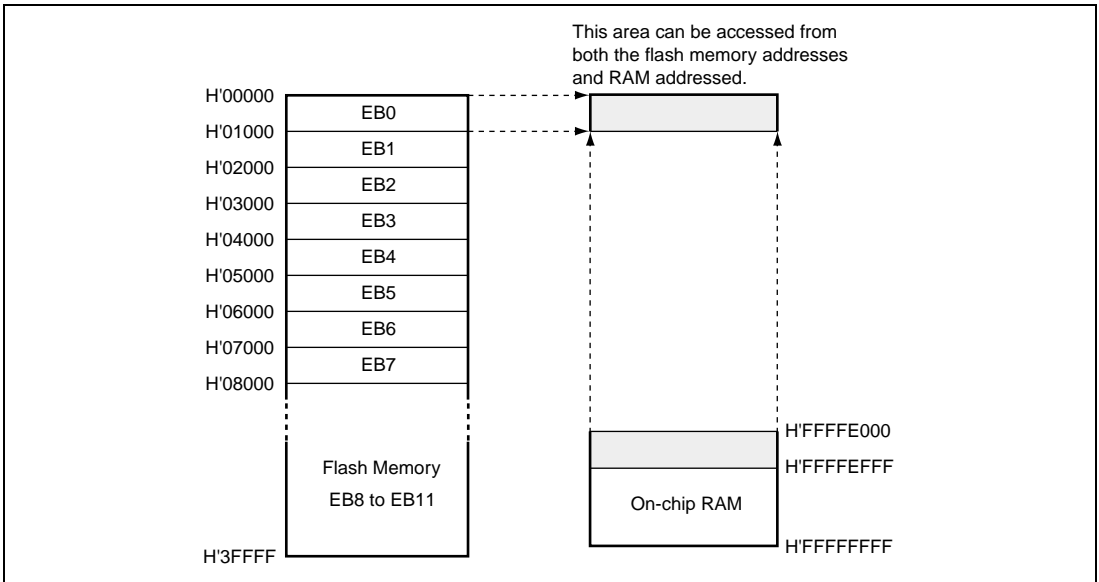 This area can be accessed from
both the flash memory addresses
and RAM addressed.
H'00000
EB0
H'01000
EB1
H'02000
EB2
H'03000
EB3
H'04000
EB4
H'05000
EB5
H'06000
EB6
H'07000
EB7
H'08000
H'FFFFE000
Flash Memory
H'FFFFEFFF
EB8 to EB11
On-chip RAM
H'3FFFF
H'FFFFFFFF